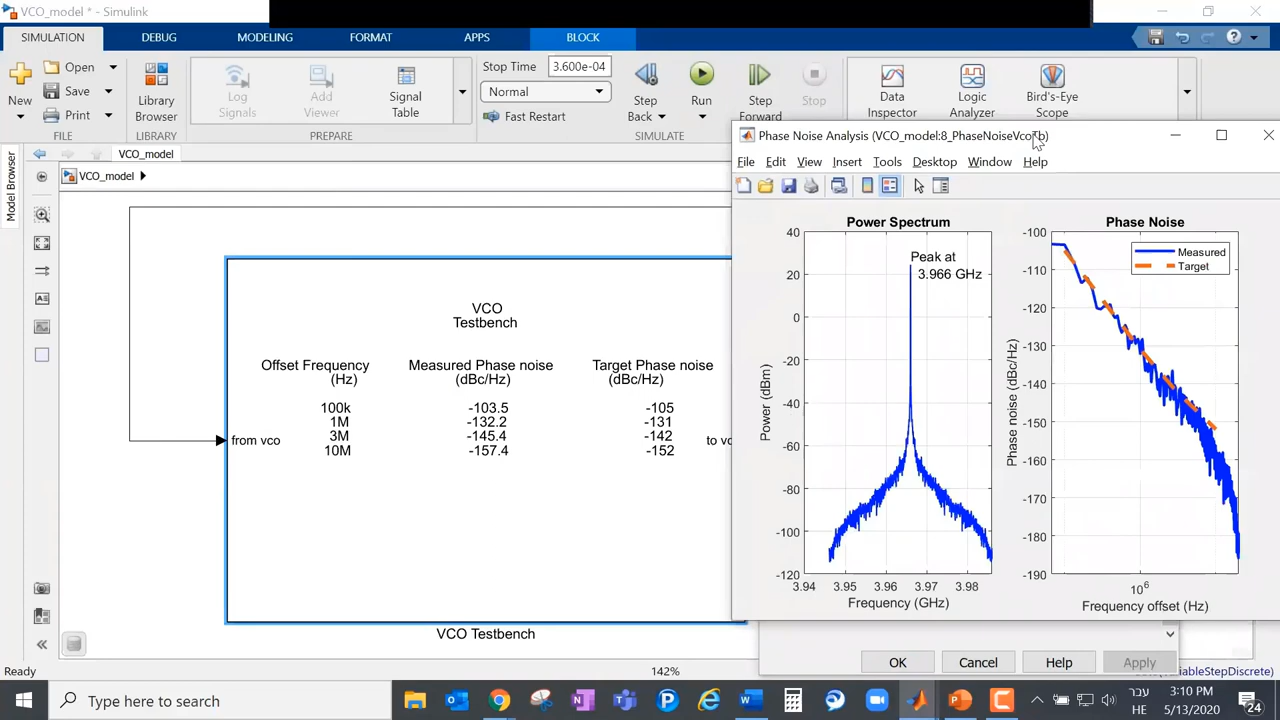 VCO_model * - Simulink
SIMULATION
DEBUG
MODELING
FORMAT
APPS
BLOCK
New
Open
Save
Print
FILE
Library
Browser
LIBRARY
Log
Signals
Add
Viewer
Signal
Table
PREPARE
Stop Time
3.600e-04
Normal
Fast Restart
Step
Back
Run
Step
Forward
Stop
SIMULATE
Data
Inspector
Logic
Analyzer
Bird's-Eye
Scope
Model Browser
VCO_model
VCO_model
VCO
Testbench
Offset Frequency Measured Phase noise Target Phase noise
(Hz) (dBc/Hz) (dBc/Hz)
100k -103.5 -105
1M -132.2 -131
3M -145.4 -142
10M -157.4 -152
from vco
VCO Testbench
Phase Noise Analysis (VCO_model:8_PhaseNoiseVcoTb)
File Edit View Insert Tools Desktop Window Help
Power Spectrum
Peak at
3.966 GHz
40
20
0
-20
-40
-60
-80
-100
-120
Power (dBm)
3.94 3.95 3.96 3.97 3.98
Frequency (GHz)
Phase Noise
Measured
Target
-100
-110
-120
-130
-140
-150
-160
-170
-180
-190
Phase noise (dBc/Hz)
10⁶
Frequency offset (Hz)
OK
Cancel
Help
Apply
Ready
142%
VariableStepDiscrete)
Type here to search
עבר
HE
3:10 PM
5/13/2020
24